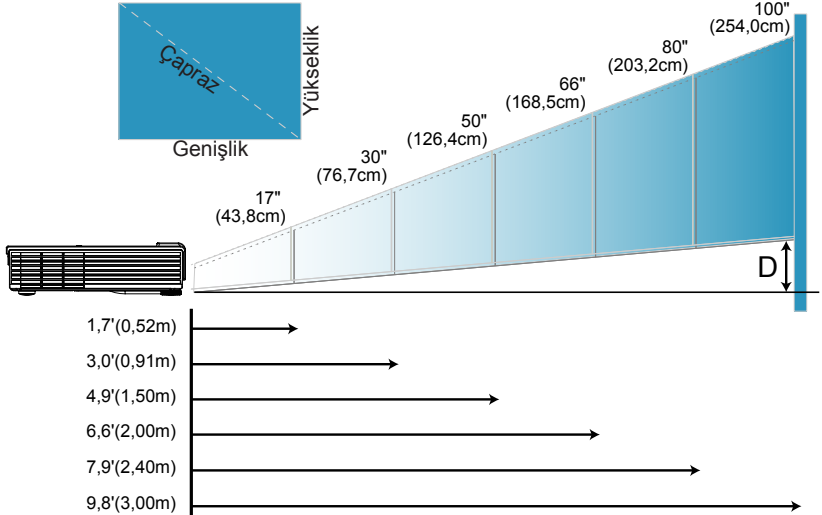 Çapraz
Yükseklik
Genişlik
17"
(43,8cm)
30"
(76,7cm)
50"
(126,4cm)
66"
(168,5cm)
80"
(203,2cm)
100"
(254,0cm)
D
1,7'(0,52m)
3,0'(0,91m)
4,9'(1,50m)
6,6'(2,00m)
7,9'(2,40m)
9,8'(3,00m)